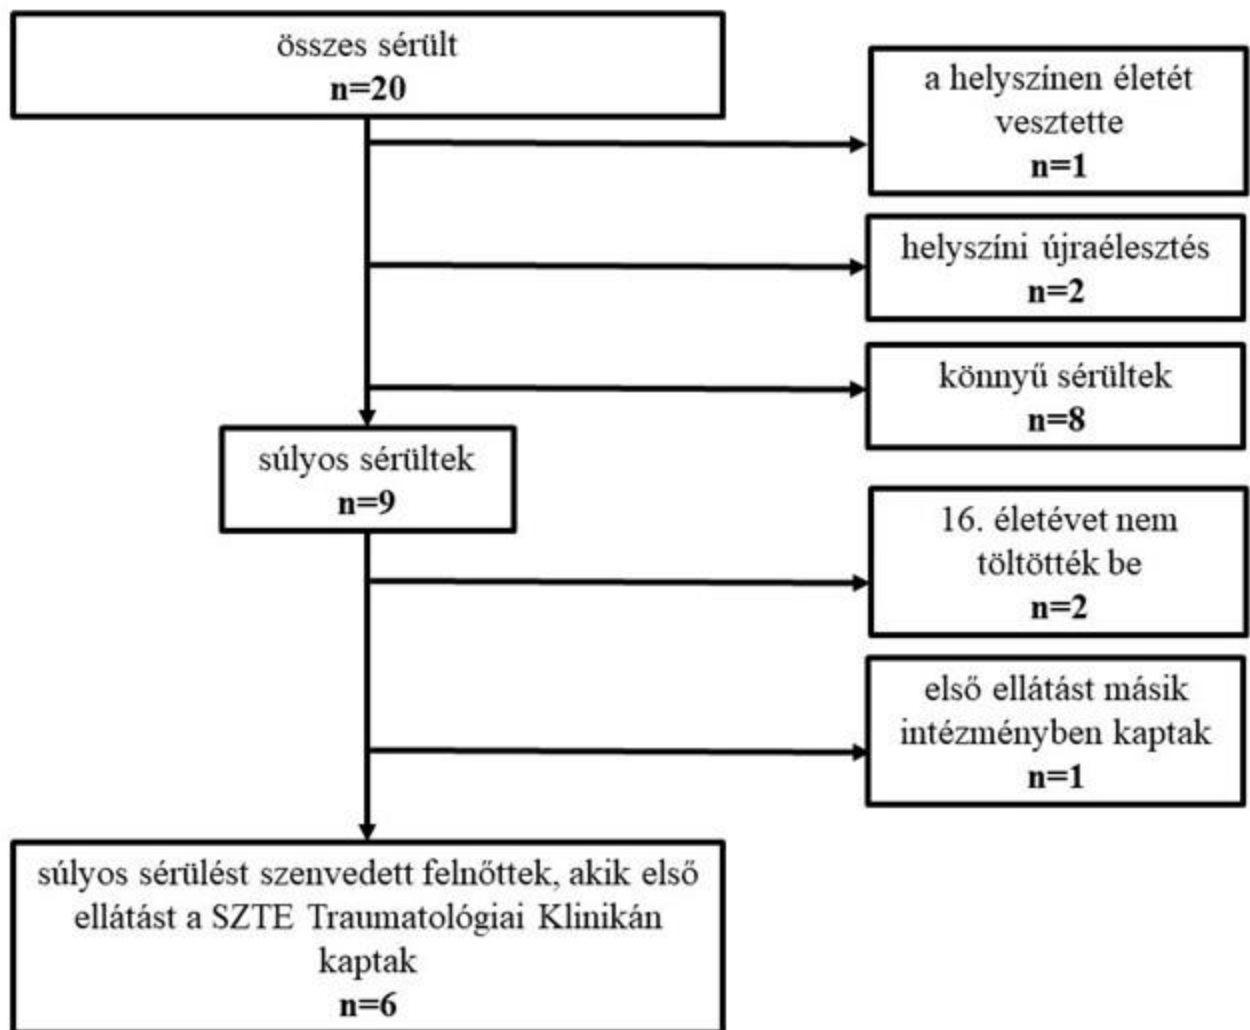 összes sérült
n=20
a helyszínen életét
vesztette
n=1
helyszíni újraélesztés
n=2
könnyű sérültek
n=8
súlyos sérültek
n=9
16. életévet nem
töltötték be
n=2
első ellátást másik
intézményben kaptak
n=1
súlyos sérülést szenvedett felnőttek, akik első
ellátást a SZTE Traumatológiai Klinikán
kaptak
n=6